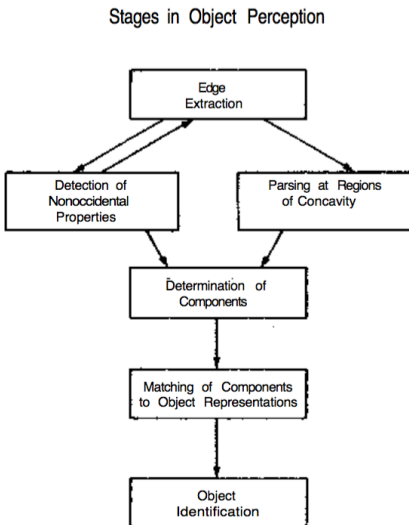 Stages in Object Perception
Edge
Extraction
Detection of
Nonoccidental
Properties
Parsing at Regions
of Concavity
Determination of
Components
Matching of Components
to Object Representations
Object
Identification